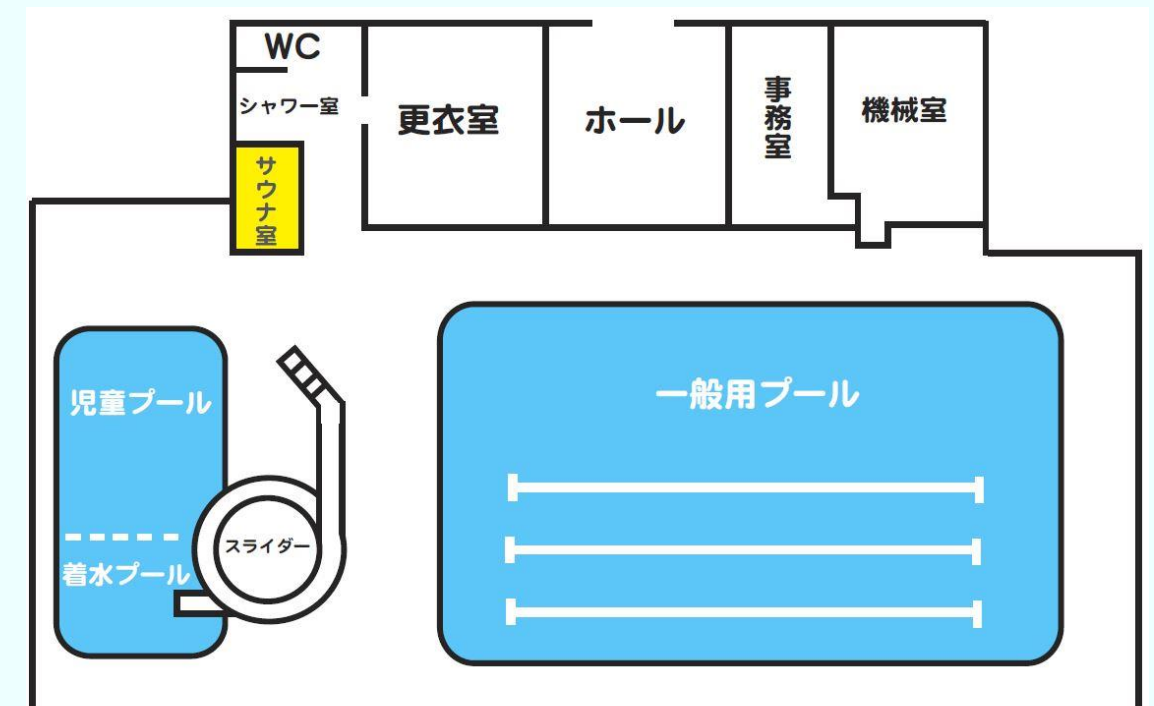 WC
シャワー室
サウナ室
更衣室
ホール
事務室
機械室
児童プール
着水プール
スライダー
一般用プール